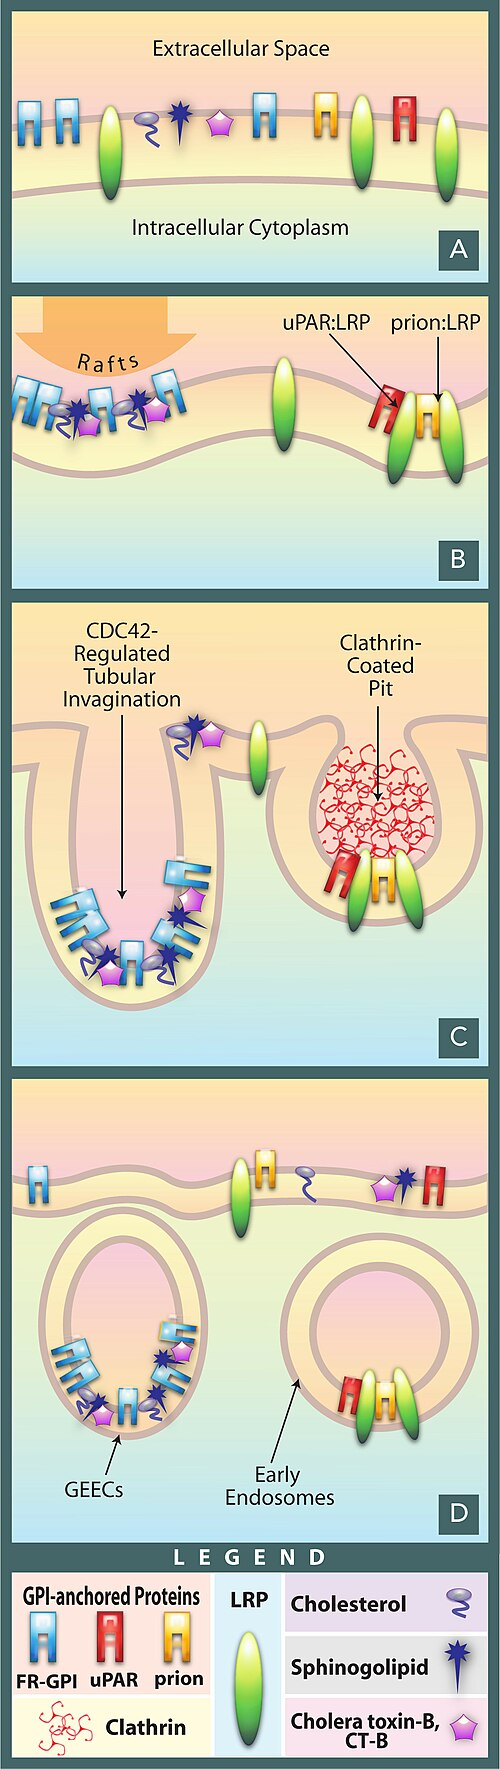 Extracellular Space
Intracellular Cytoplasm
A
uPAR:LRP prion:LRP
Rafts
B
CDC42-
Regulated
Tubular
Invagination
Clathrin-
Coated
Pit
C
GEECs
Early
Endosomes
D
LEGEND
GPI-anchored Proteins
FR-GPI uPAR prion
Clathrin
LRP
Cholesterol
Sphinogolipid
Cholera toxin-B,
CT-B